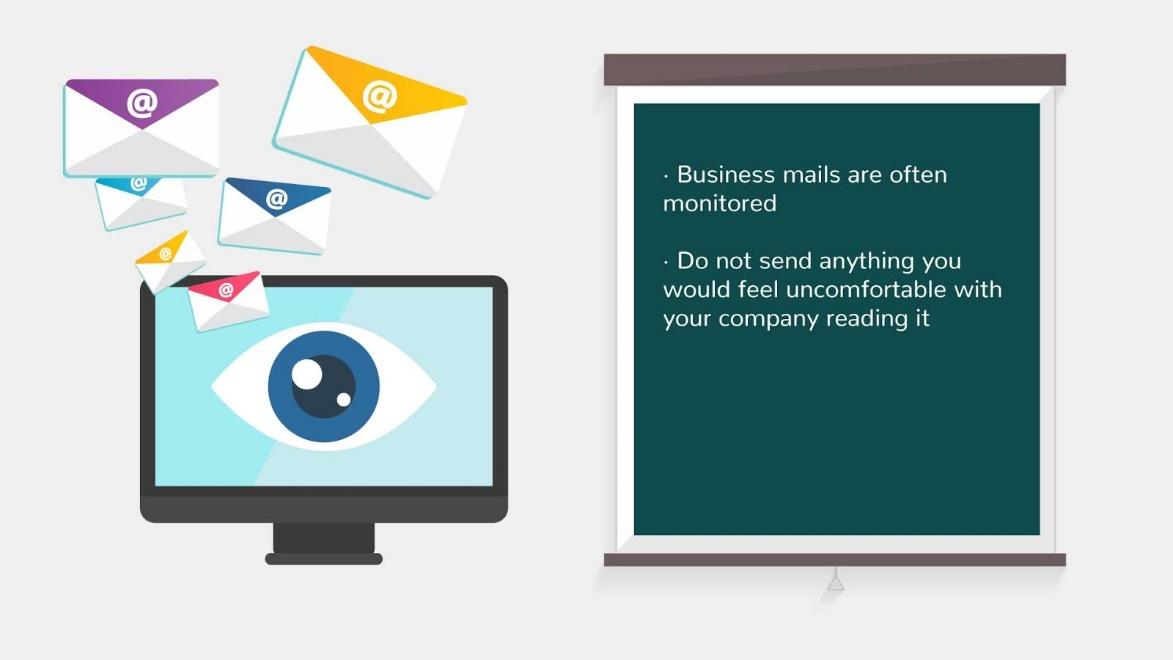 @
@
@
@
@
@
· Business mails are often
monitored
· Do not send anything you
would feel uncomfortable with
your company reading it